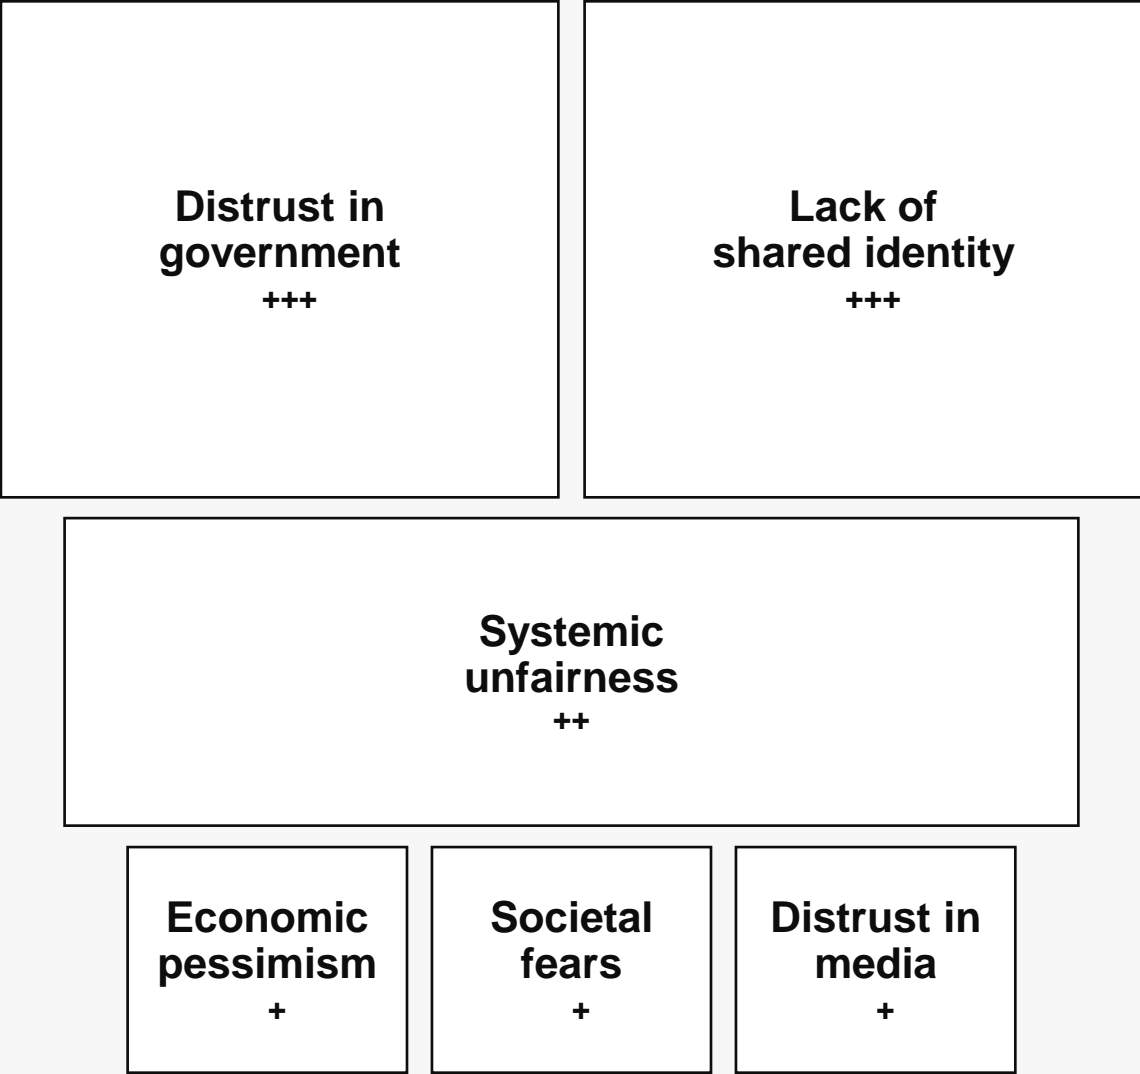 Distrust in
government
+++
Lack of
shared identity
+++
Systemic
unfairness
++
Economic
pessimism
+
Societal
fears
+
Distrust in
media
+